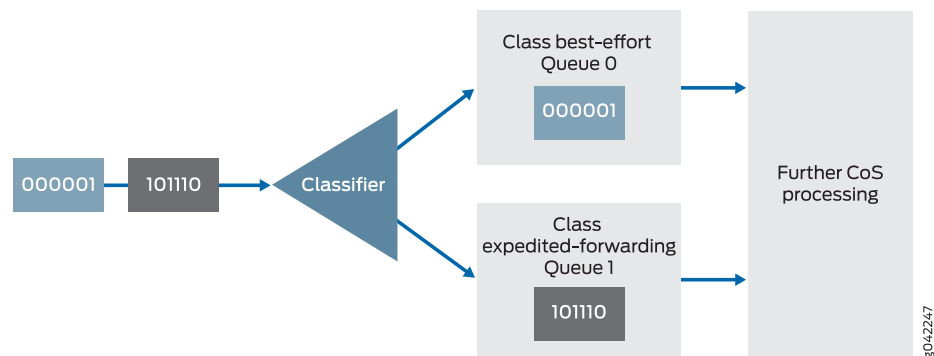 000001
101110
Classifier
Class best-effort
Queue 0
000001
Class
expedited-forwarding
Queue 1
101110
Further CoS
processing
g042247